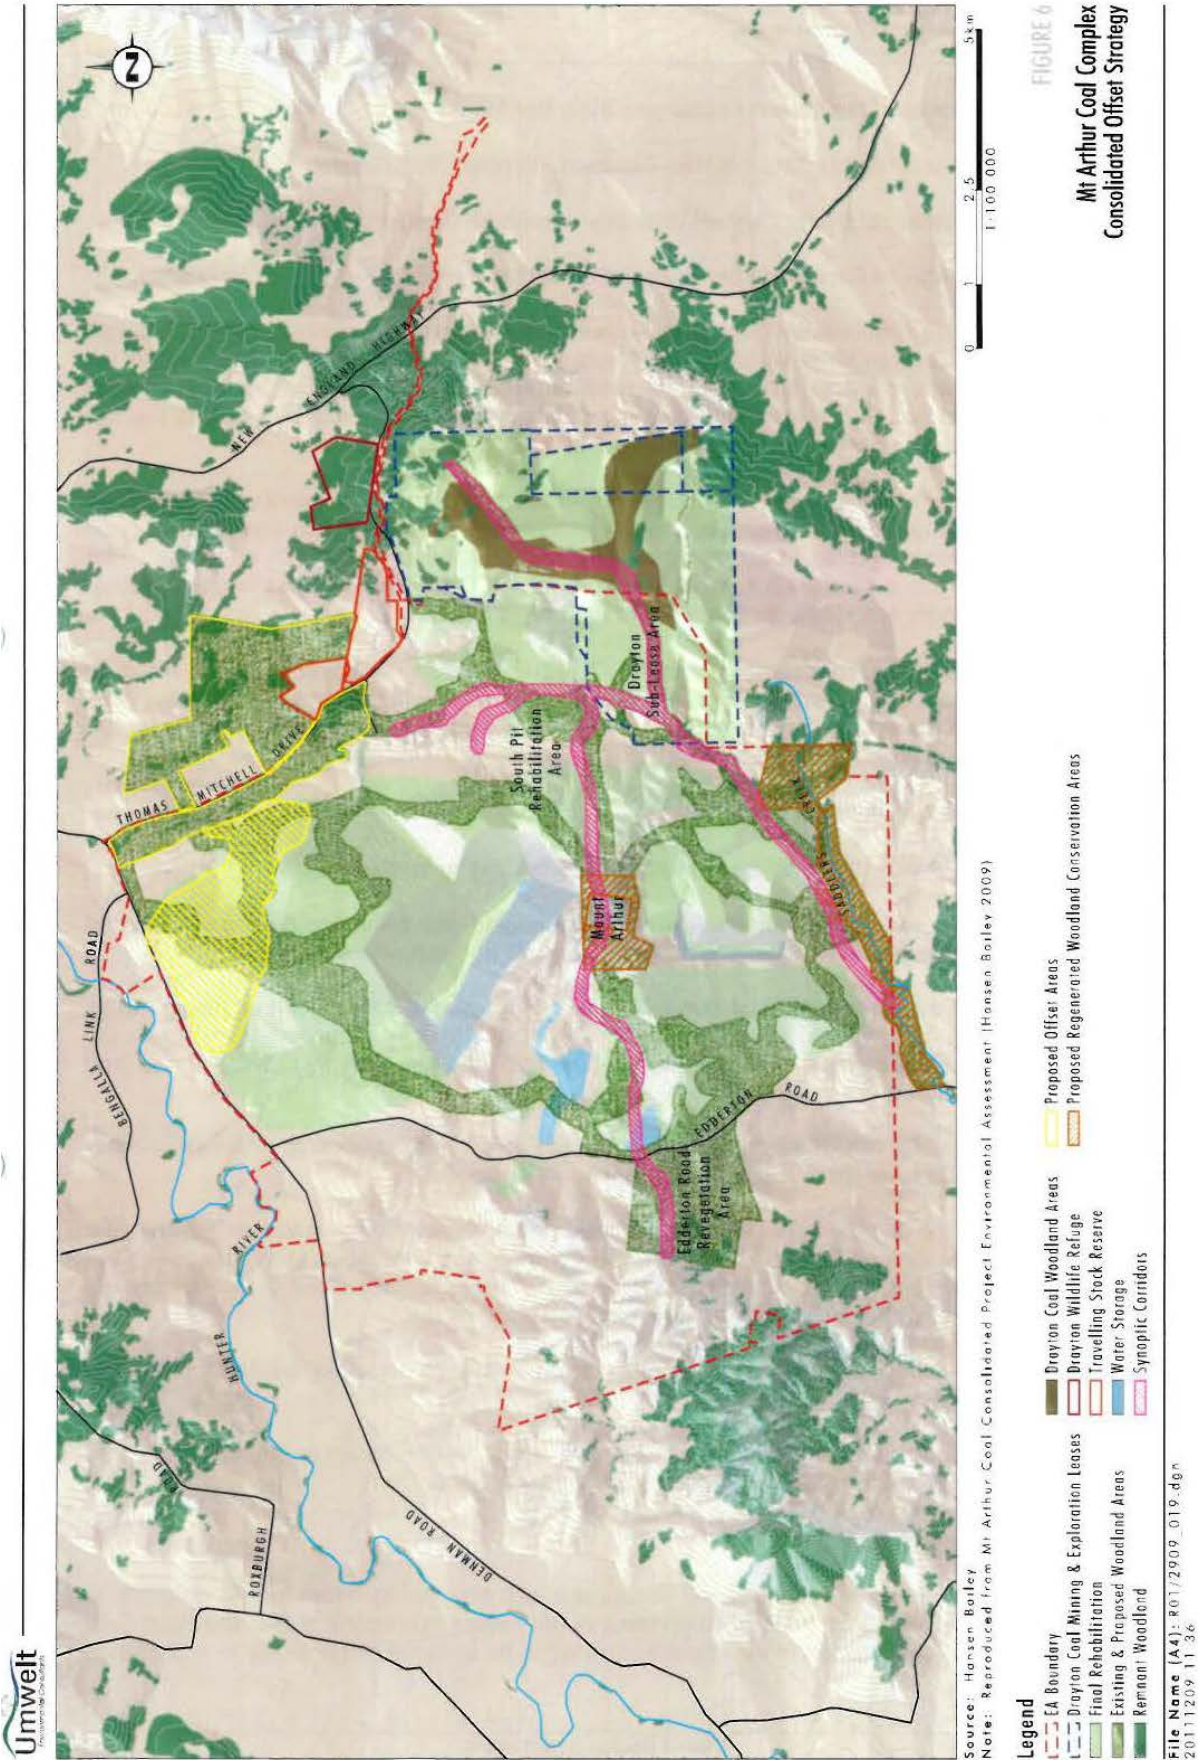 Umwelt
Environmental Consultants
N
NEW
ENGLAND
HIGHWAY
THOMAS
MITCHELL
DRIVE
BENGALLA
LINK
ROAD
HUNTER
RIVER
ROXBURGH
ROAD
DENMAN
ROAD
EDDERTON
ROAD
SADDLERS
CREEK
South Pit
Rehabilitation
Area
Drayton
Sub-Lease Area
Mount
Arthur
Edderton Road
Revegetation
Area
0 1 2.5 5km
1:100 000
Source: Hansen Bailey
Note: Reproduced from Mt Arthur Coal Consolidated Project Environmental Assessment (Hansen Bailey 2009)
Legend
EA Boundary
Drayton Coal Mining & Exploration Leases
Final Rehabilitation
Existing & Proposed Woodland Areas
Remnant Woodland
Drayton Coal Woodland Areas
Drayton Wildlife Refuge
Travelling Stock Reserve
Water Storage
Synoptic Corridors
Proposed Offset Areas
Proposed Regenerated Woodland Conservation Areas
FIGURE 6
Mt Arthur Coal Complex
Consolidated Offset Strategy
File Name (A4): R01/2909_019.dgn
20111209 11.36